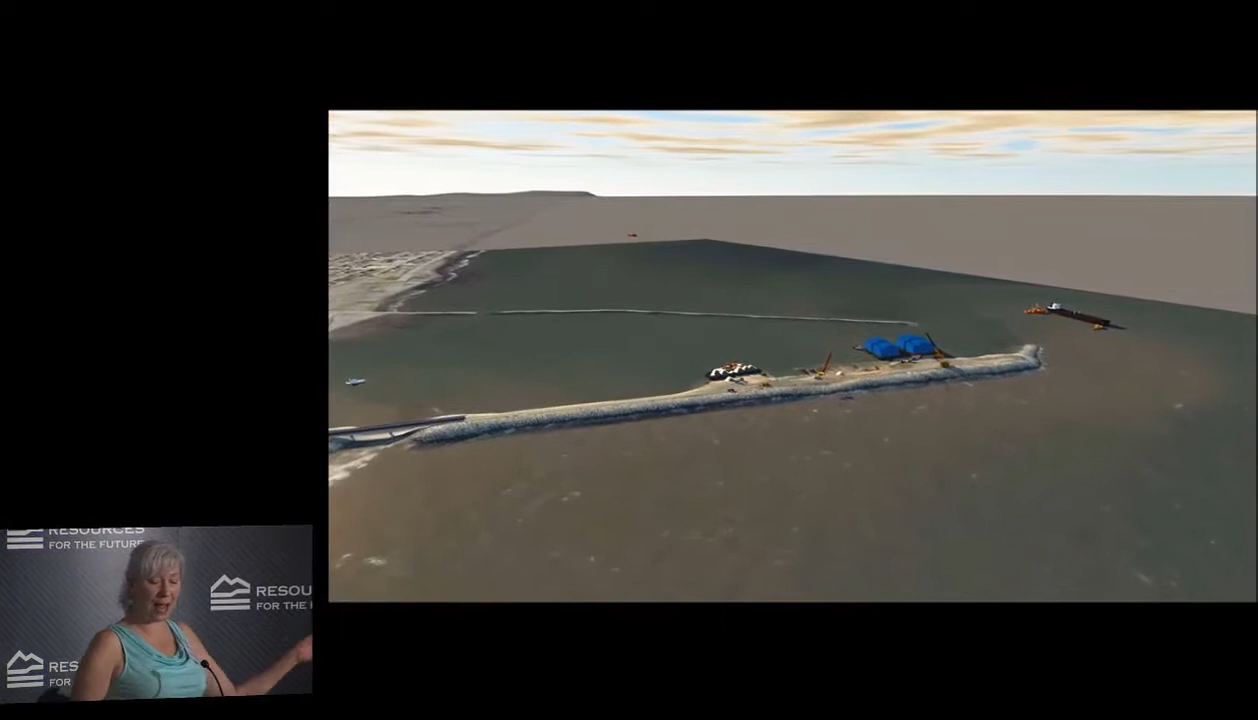 RESOURCES
FOR THE FUTURE
RESOU
FOR THE
RES
FOR